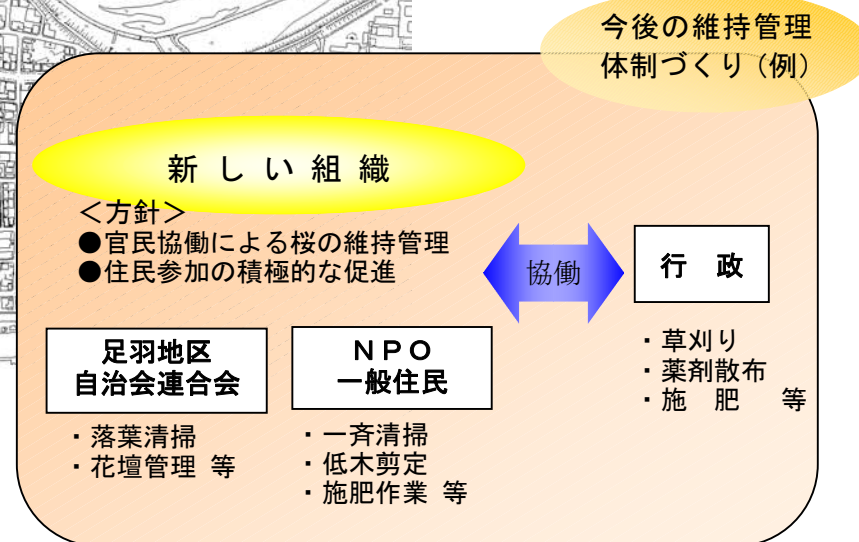 今後の維持管理
体制づくり（例）
新しい組織
＜方針＞
●官民協働による桜の維持管理
●住民参加の積極的な促進
協働
行　政
・草刈り
・薬剤散布
・施　肥　等
足羽地区
自治会連合会
・落葉清掃
・花壇管理 等
ＮＰＯ
一般住民
・一斉清掃
・低木剪定
・施肥作業 等